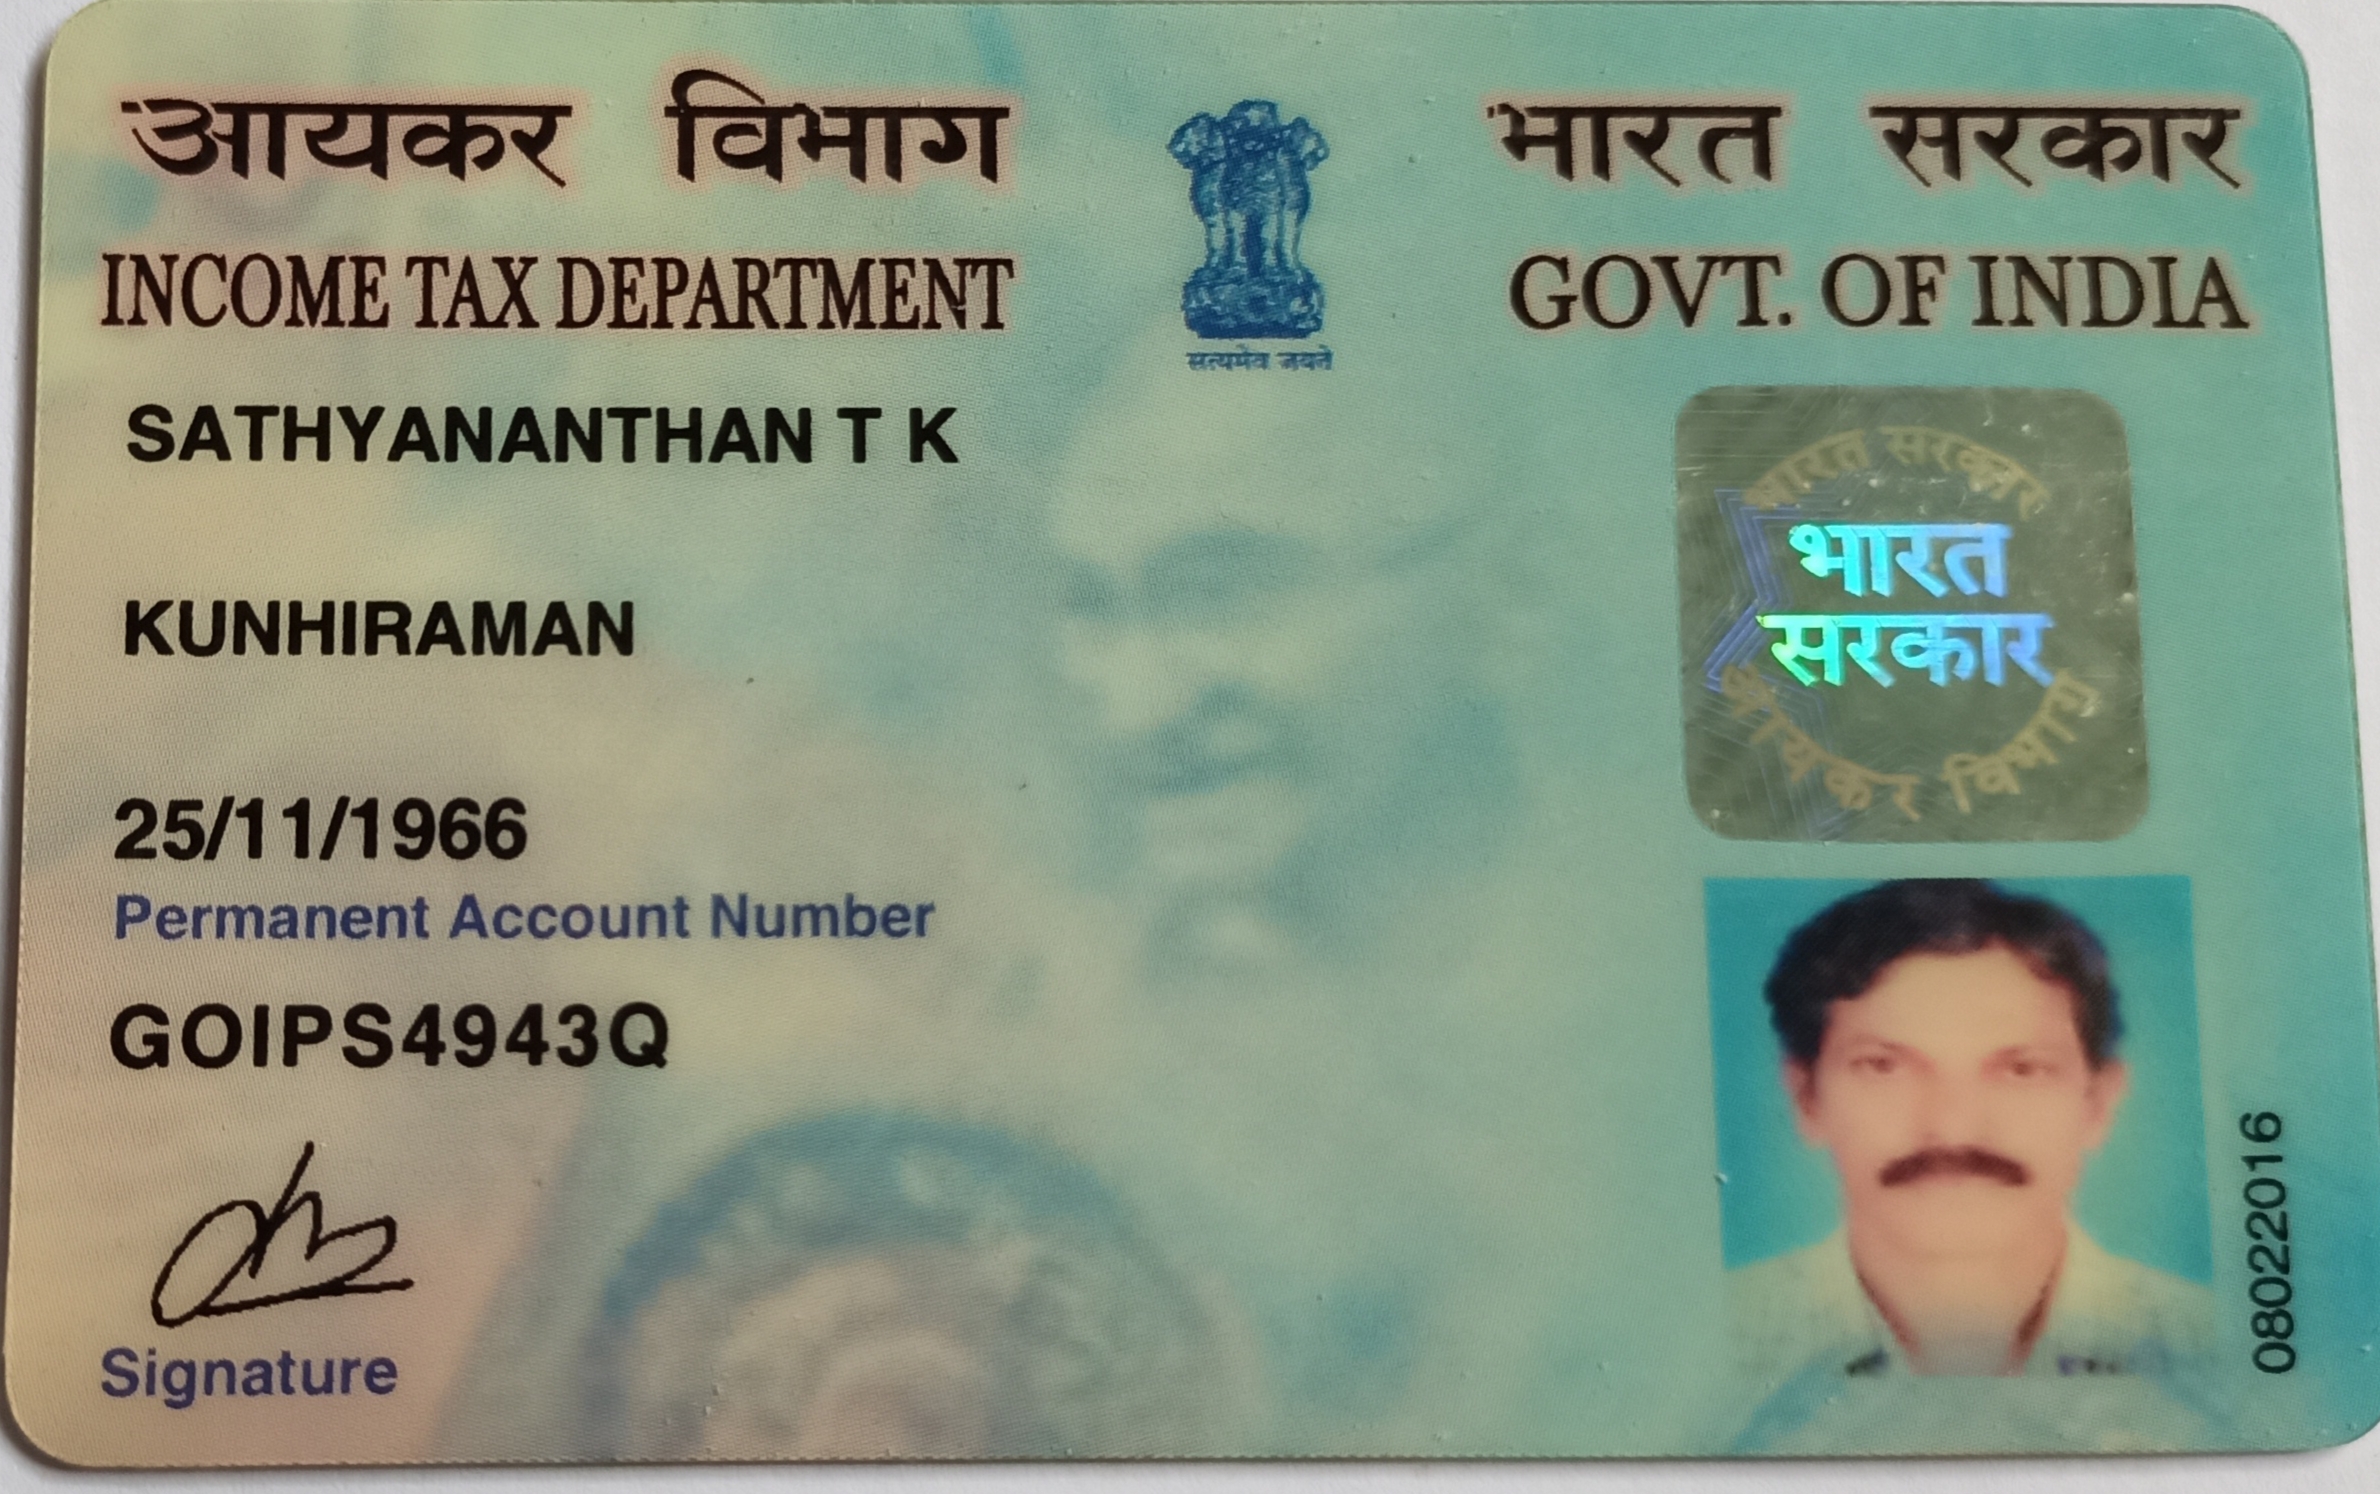 आयकर विभाग
INCOME TAX DEPARTMENT
सत्यमेव जयते
भारत सरकार
GOVT. OF INDIA
SATHYANANTHAN T K
KUNHIRAMAN
25/11/1966
Permanent Account Number
GOIPS4943Q
Signature
भारत सरकार
भारत
सरकार
आयकर विभाग
08022016